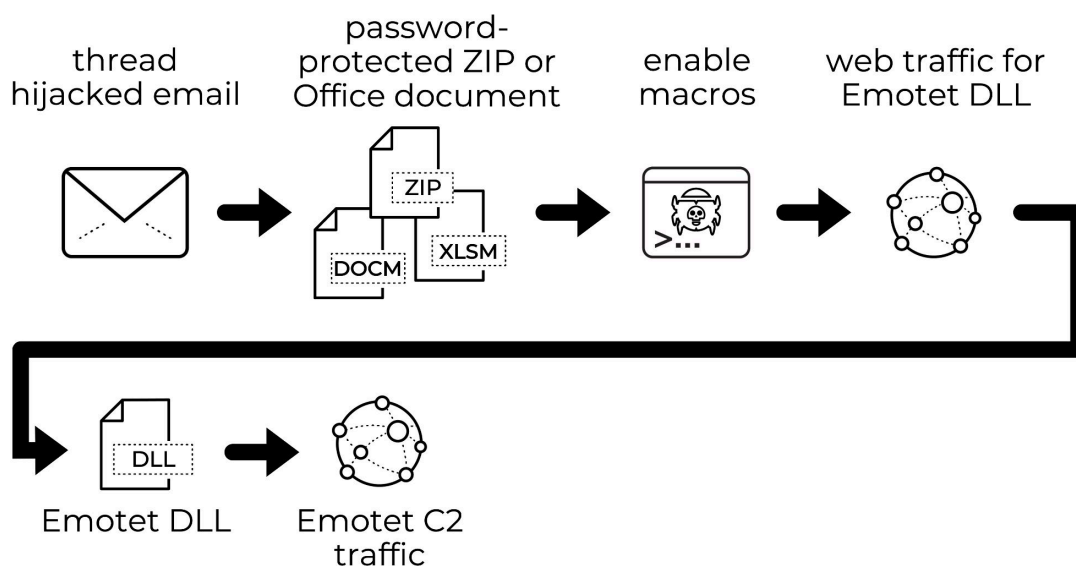 thread
hijacked email
password-
protected ZIP or
Office document
enable
macros
web traffic for
Emotet DLL
ZIP
DOCM
XLSM
>...
DLL
Emotet DLL
Emotet C2
traffic